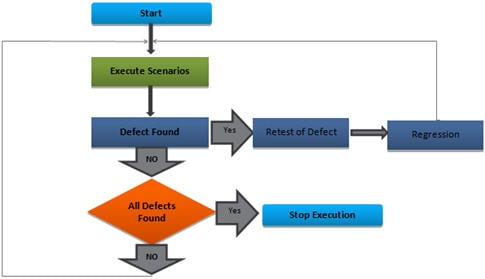 Start
Execute Scenarios
Defect Found
Yes
Retest of Defect
Regression
NO
All Defects
Found
Yes
Stop Execution
NO